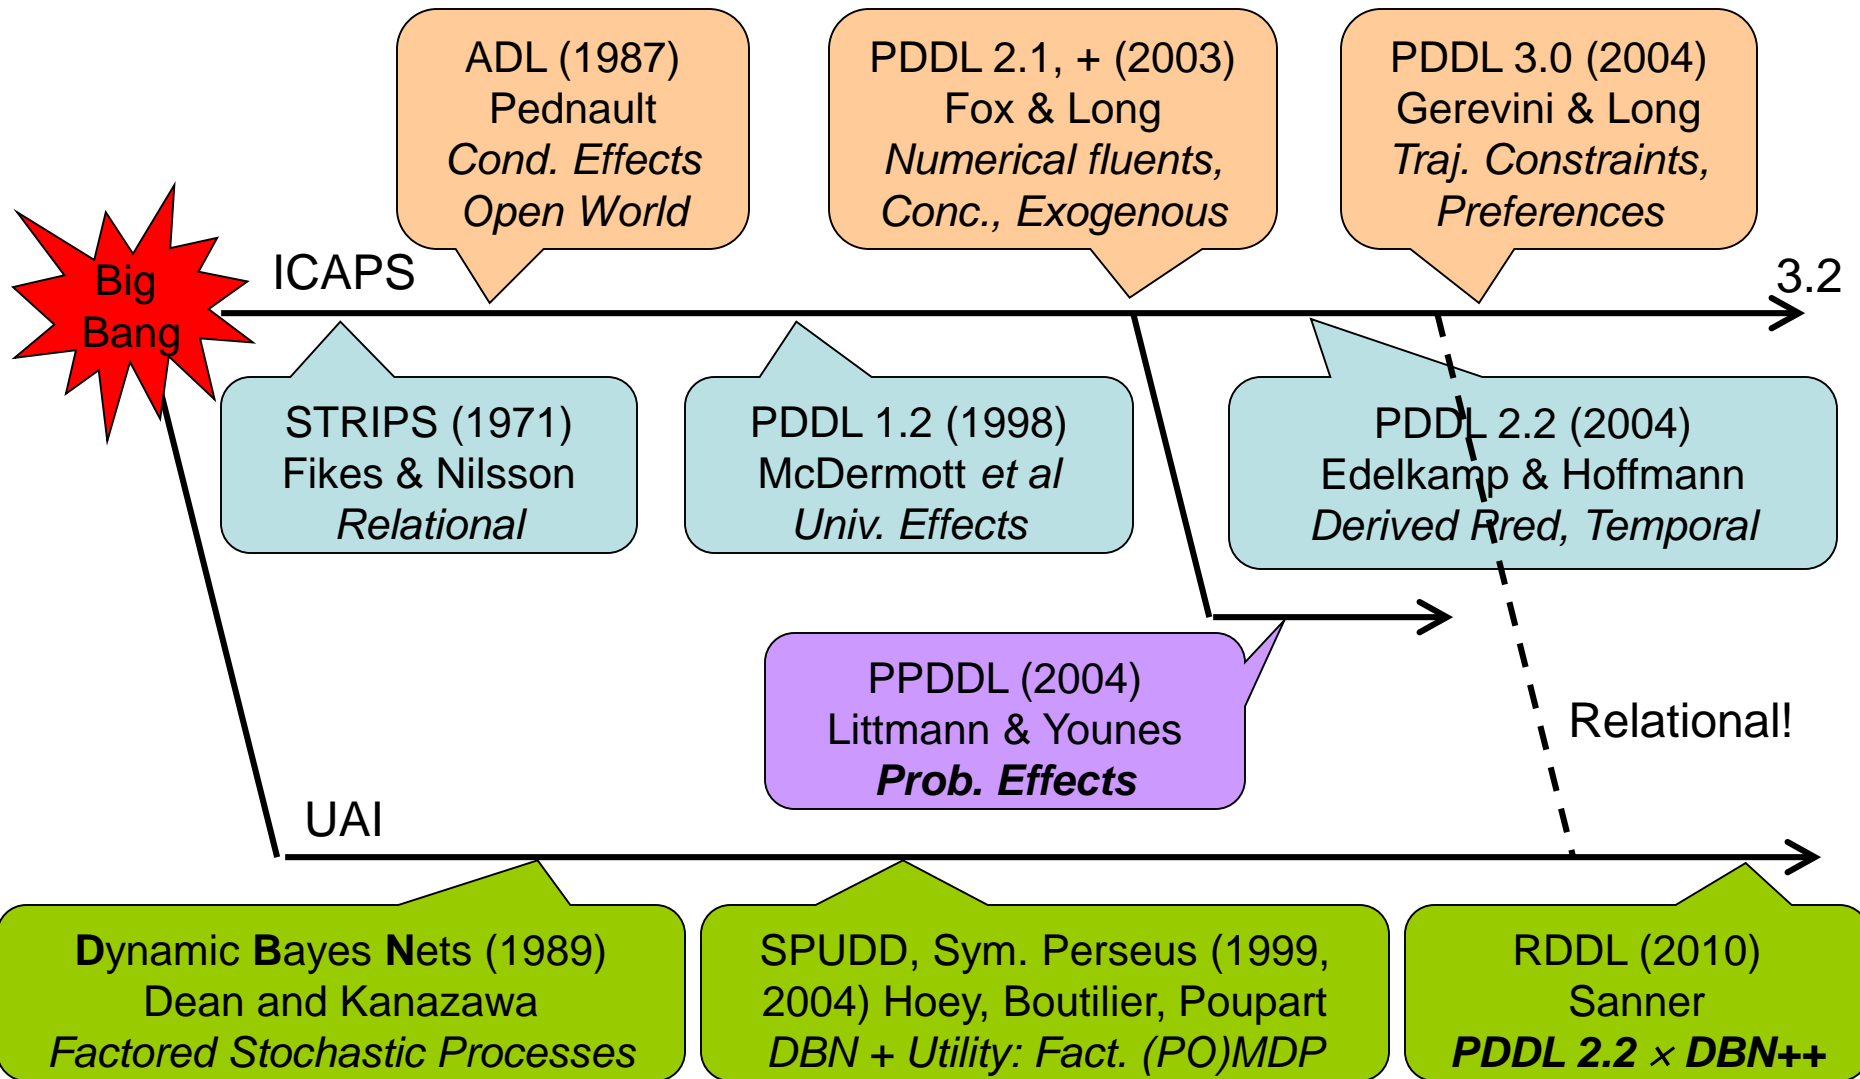 ADL (1987)
Pednault
Cond. Effects
Open World
PDDL 2.1, + (2003)
Fox & Long
Numerical fluents,
Conc., Exogenous
PDDL 3.0 (2004)
Gerevini & Long
Traj. Constraints,
Preferences
Big
Bang
ICAPS
3.2
STRIPS (1971)
Fikes & Nilsson
Relational
PDDL 1.2 (1998)
McDermott et al
Univ. Effects
PDDL 2.2 (2004)
Edelkamp & Hoffmann
Derived Pred, Temporal
PPDDL (2004)
Littmann & Younes
Prob. Effects
Relational!
UAI
Dynamic Bayes Nets (1989)
Dean and Kanazawa
Factored Stochastic Processes
SPUDD, Sym. Perseus (1999,
2004) Hoey, Boutilier, Poupart
DBN + Utility: Fact. (PO)MDP
RDDL (2010)
Sanner
PDDL 2.2 × DBN++